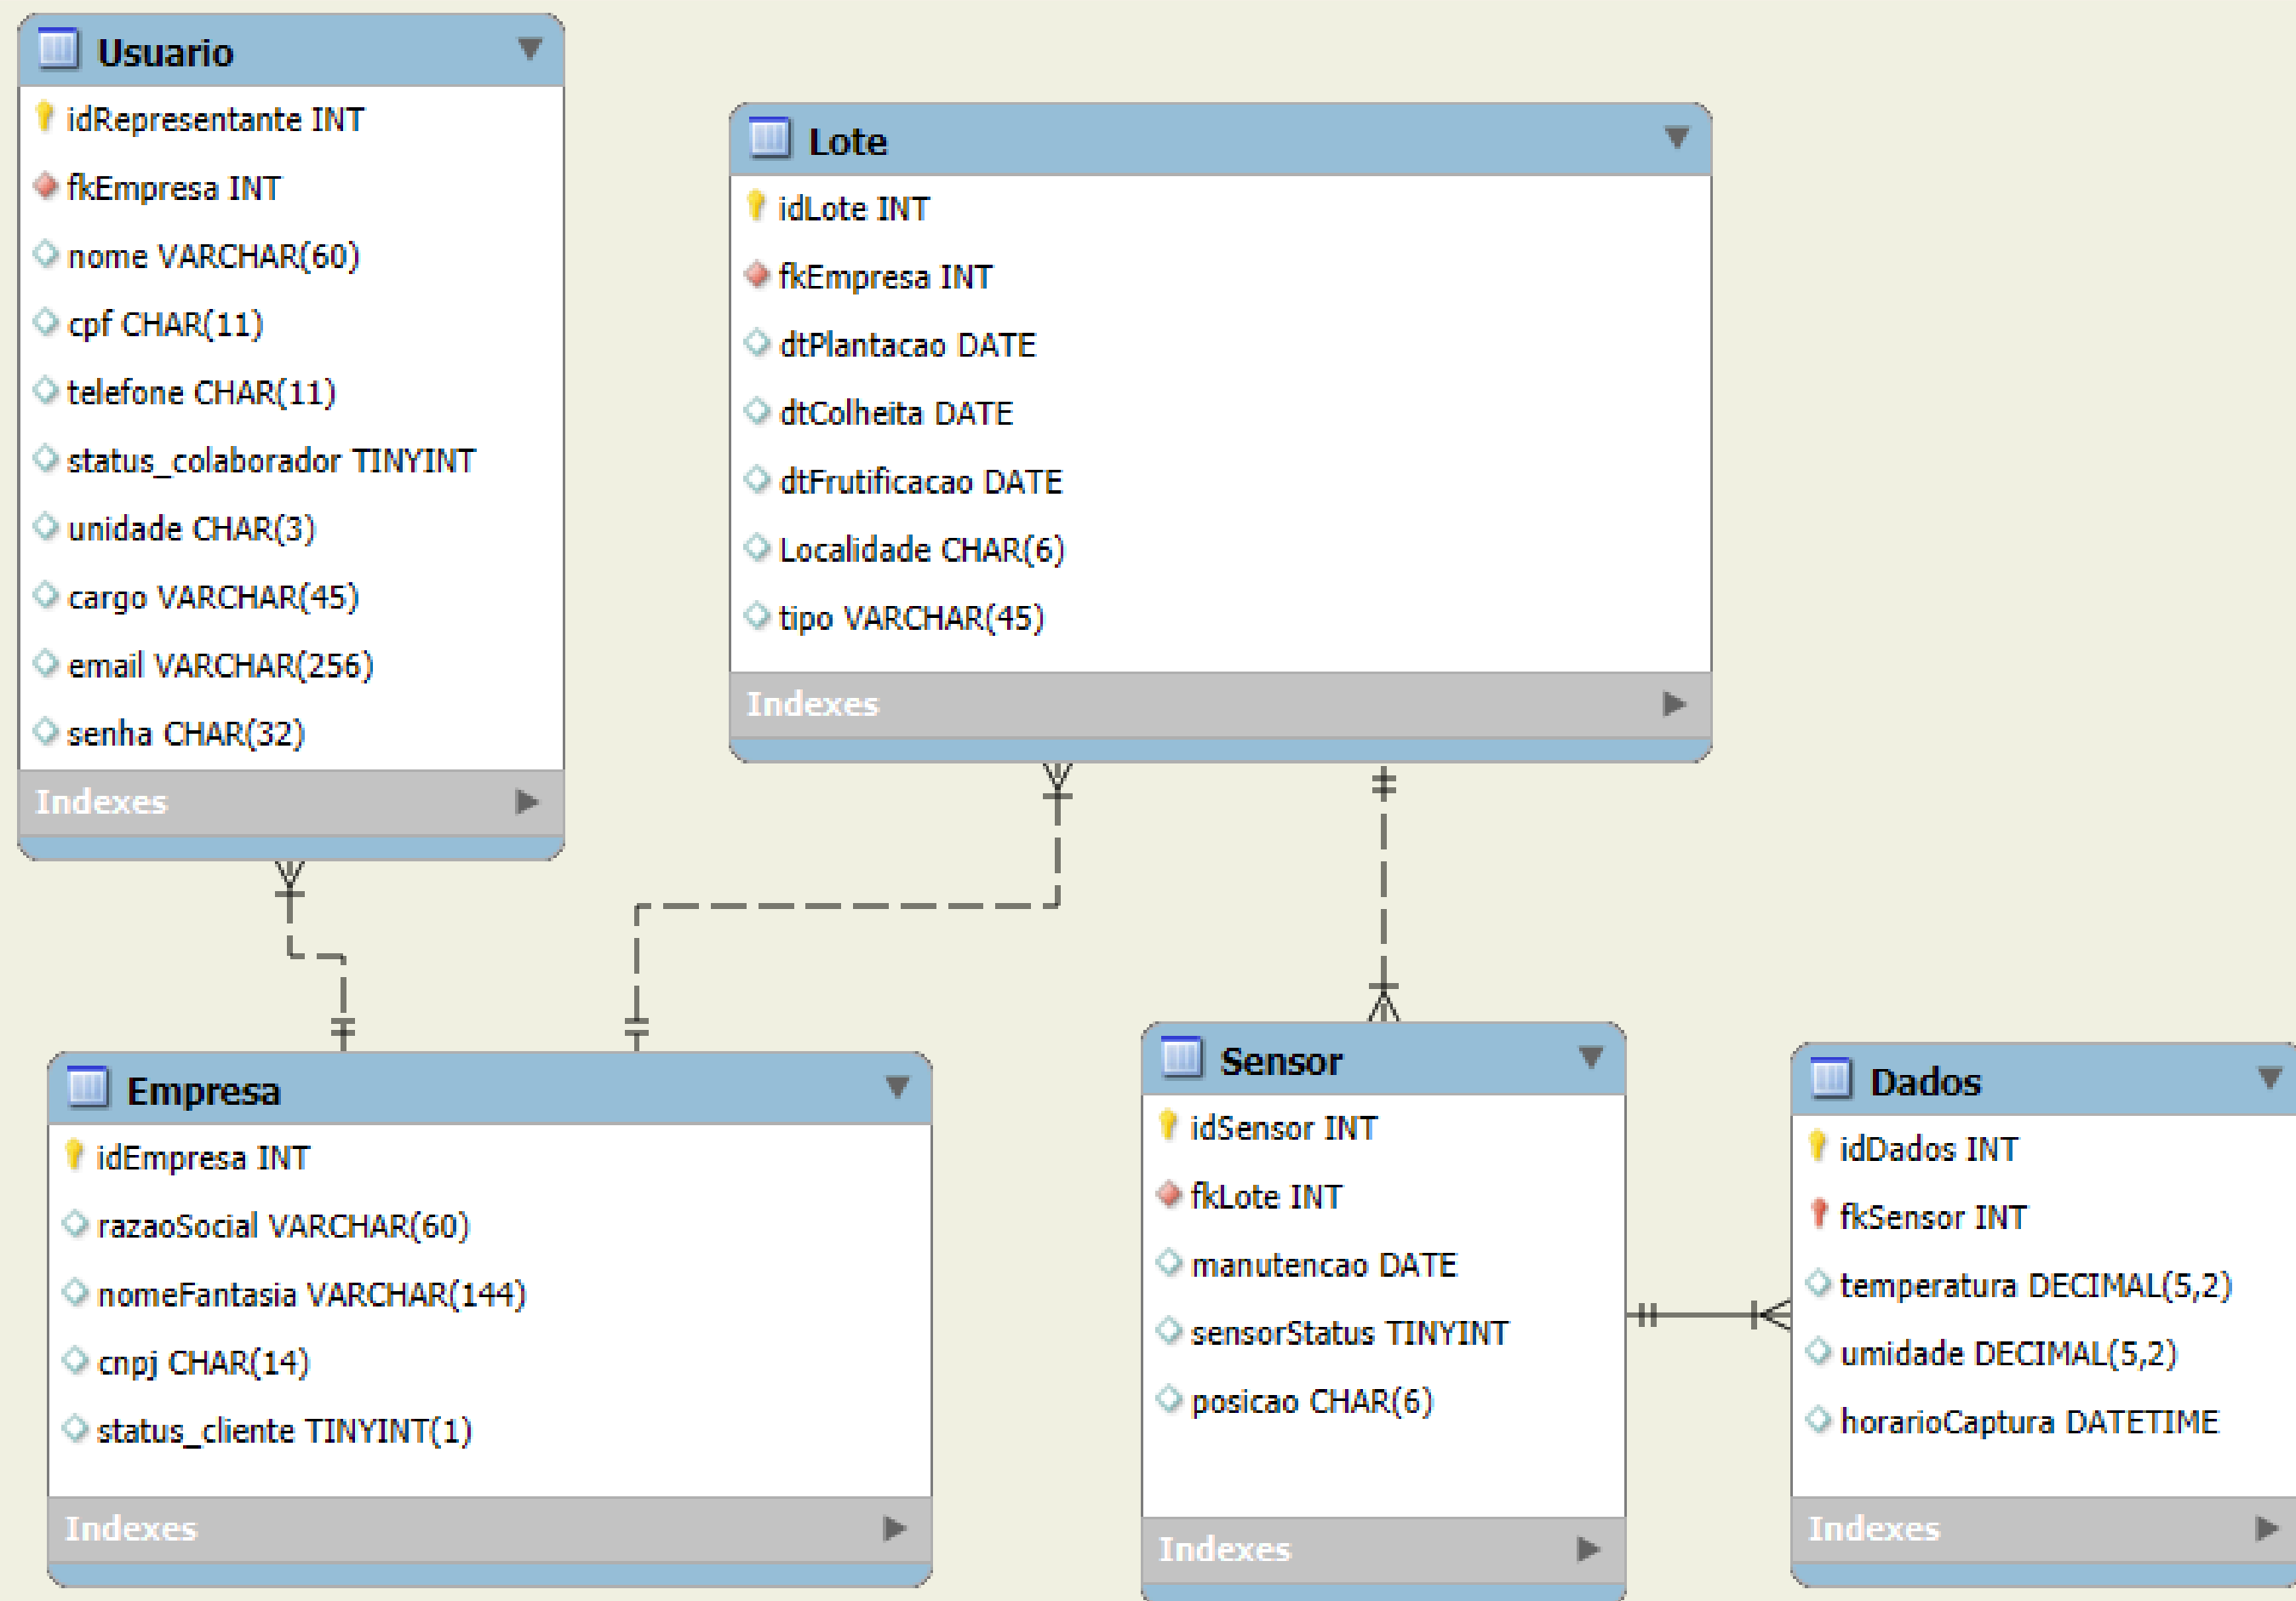 Usuario
idRepresentante INT
fkEmpresa INT
nome VARCHAR(60)
cpf CHAR(11)
telefone CHAR(11)
status_colaborador TINYINT
unidade CHAR(3)
cargo VARCHAR(45)
email VARCHAR(256)
senha CHAR(32)
Indexes
Lote
idLote INT
fkEmpresa INT
dtPlantacao DATE
dtColheita DATE
dtFrutificacao DATE
Localidade CHAR(6)
tipo VARCHAR(45)
Indexes
Empresa
idEmpresa INT
razaoSocial VARCHAR(60)
nomeFantasia VARCHAR(144)
cnpj CHAR(14)
status_cliente TINYINT(1)
Indexes
Sensor
idSensor INT
fkLote INT
manutencao DATE
sensorStatus TINYINT
posicao CHAR(6)
Indexes
Dados
idDados INT
fkSensor INT
temperatura DECIMAL(5,2)
umidade DECIMAL(5,2)
horarioCaptura DATETIME
Indexes